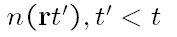 n(𝐫t′), t′ < t